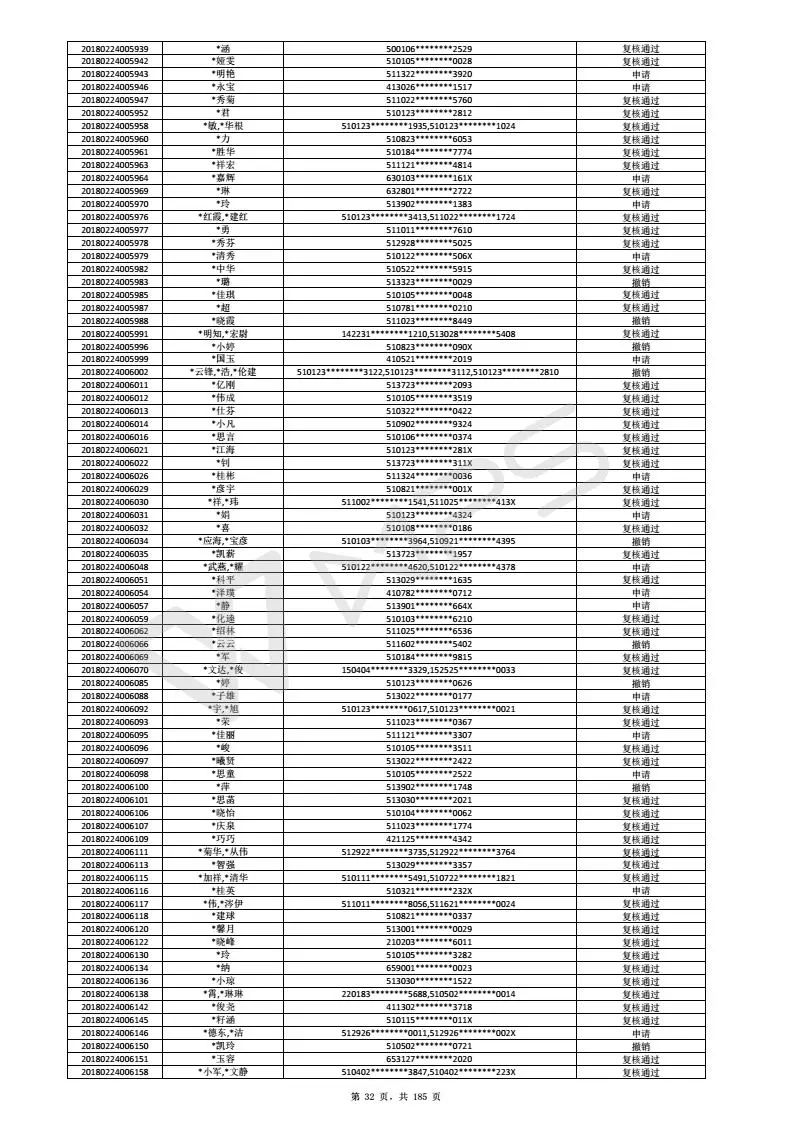 20180224005939 *涵 500106********2529 复核通过
20180224005942 *娅雯 510105********0028 复核通过
20180224005943 *明艳 511322********3920 申请
20180224005946 *永宝 413026********1517 申请
20180224005947 *秀菊 511022********5760 复核通过
20180224005952 *君 510123********2812 复核通过
20180224005958 *敏,*华根 510123********1935,510123********1024 复核通过
20180224005960 *力 510823********6053 复核通过
20180224005961 *胜华 510184********7774 复核通过
20180224005963 *祥宏 511121********4814 复核通过
20180224005964 *嘉辉 630103********161X 申请
20180224005969 *琳 632801********2722 复核通过
20180224005970 *玲 513902********1383 申请
20180224005976 *红霞,*建红 510123********3413,511022********1724 复核通过
20180224005977 *勇 511011********7610 复核通过
20180224005978 *秀芬 512928********5025 复核通过
20180224005979 *清秀 510122********506X 申请
20180224005982 *中华 510522********5915 复核通过
20180224005983 *璐 513323********0029 撤销
20180224005985 *佳琪 510105********0048 复核通过
20180224005987 *超 510781********0210 复核通过
20180224005988 *晓霞 511023********8449 撤销
20180224005991 *明知,*宏尉 142231********1210,513028********5408 复核通过
20180224005996 *小婷 510823********090X 撤销
20180224005999 *国玉 410521********2019 申请
20180224006002 *云锋,*浩,*伦建 510123********3122,510123********3112,510123********2810 撤销
20180224006011 *亿刚 513723********2093 复核通过
20180224006012 *伟成 510105********3519 复核通过
20180224006013 *仕芬 510322********0422 复核通过
20180224006014 *小凡 510902********9324 复核通过
20180224006016 *思言 510106********0374 复核通过
20180224006021 *江海 510123********281X 复核通过
20180224006022 *钊 513723********311X 复核通过
20180224006026 *桂彬 511324********0036 申请
20180224006029 *彦宇 510821********001X 复核通过
20180224006030 *祥,*玮 511002********1541,511025********413X 复核通过
20180224006031 *娟 510123********4324 申请
20180224006032 *喜 510108********0186 复核通过
20180224006034 *应海,*宝彦 510103********3964,510921********4395 撤销
20180224006035 *凯薪 513723********1957 复核通过
20180224006048 *武燕,*耀 510122********4620,510122********4378 申请
20180224006051 *科平 513029********1635 复核通过
20180224006054 *泽璞 410782********0712 申请
20180224006057 *静 513901********664X 申请
20180224006059 *化逵 510103********6210 复核通过
20180224006062 *绍林 511025********6536 复核通过
20180224006066 *云云 511602********5402 撤销
20180224006069 *军 510184********9815 复核通过
20180224006070 *文达,*俊 150404********3329,152525********0033 复核通过
20180224006085 *婷 510123********0626 撤销
20180224006088 *子雄 513022********0177 申请
20180224006092 *宇,*旭 510123********0617,510123********0021 复核通过
20180224006093 *荣 511023********0367 复核通过
20180224006095 *佳丽 511121********3307 申请
20180224006096 *峻 510105********3511 复核通过
20180224006097 *曦贤 513022********2422 复核通过
20180224006098 *思童 510105********2522 申请
20180224006100 *萍 513902********1748 撤销
20180224006101 *思菡 513030********2021 复核通过
20180224006106 *晓怡 510104********0062 复核通过
20180224006107 *庆泉 511023********1774 复核通过
20180224006109 *巧巧 421125********4342 复核通过
20180224006111 *菊华,*从伟 512922********3735,512922********3764 复核通过
20180224006113 *智强 513029********3357 复核通过
20180224006115 *加祥,*清华 510111********5491,510722********1821 复核通过
20180224006116 *桂英 510321********232X 申请
20180224006117 *伟,*涔伊 511011********8056,511621********0024 复核通过
20180224006118 *建球 510821********0337 复核通过
20180224006120 *馨月 513001********0029 复核通过
20180224006122 *晓峰 210203********6011 复核通过
20180224006130 *玲 510105********3282 复核通过
20180224006134 *纳 659001********0023 复核通过
20180224006136 *小琼 513030********1522 复核通过
20180224006138 *霄,*琳琳 220183********5688,510502********0014 复核通过
20180224006142 *俊尧 411302********3718 复核通过
20180224006145 *籽涵 510115********011X 复核通过
20180224006146 *德东,*洁 512926********0011,512926********002X 申请
20180224006150 *凯玲 510502********0721 撤销
20180224006151 *玉容 653127********2020 复核通过
20180224006158 *小军,*文静 510402********3847,510402********223X 复核通过
第 32 页，共 185 页